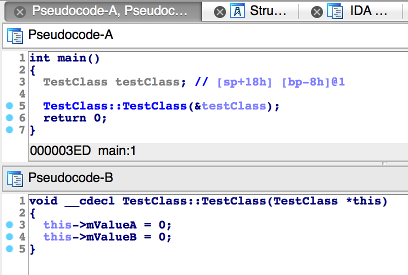 Pseudocode-A, Pseudoc… Stru… IDA …
Pseudocode-A
1 int main()
2 {
3 TestClass testClass; // [sp+18h] [bp-8h]@1
4
5 TestClass::TestClass(&testClass);
6 return 0;
7 }
000003ED main:1
Pseudocode-B
1 void __cdecl TestClass::TestClass(TestClass *this)
2 {
3 this->mValueA = 0;
4 this->mValueB = 0;
5 }